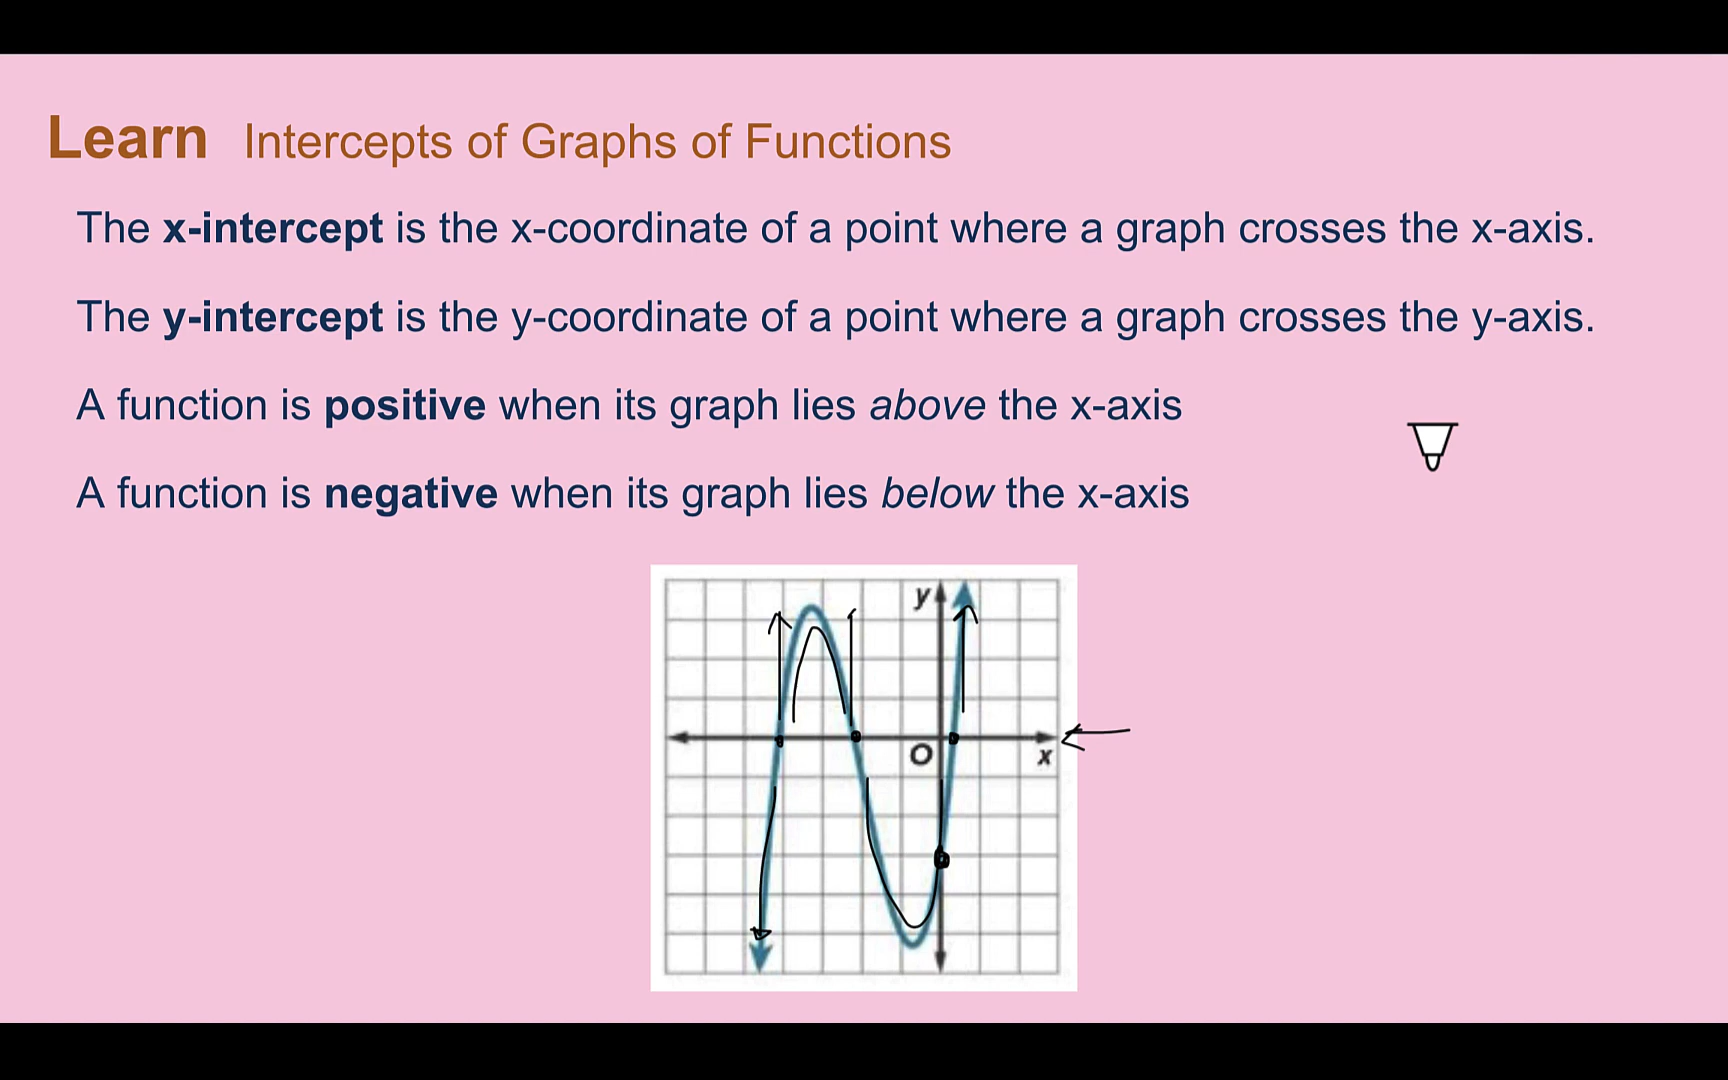 Learn Intercepts of Graphs of Functions
The x-intercept is the x-coordinate of a point where a graph crosses the x-axis.
The y-intercept is the y-coordinate of a point where a graph crosses the y-axis.
A function is positive when its graph lies above the x-axis
A function is negative when its graph lies below the x-axis
y
O
x